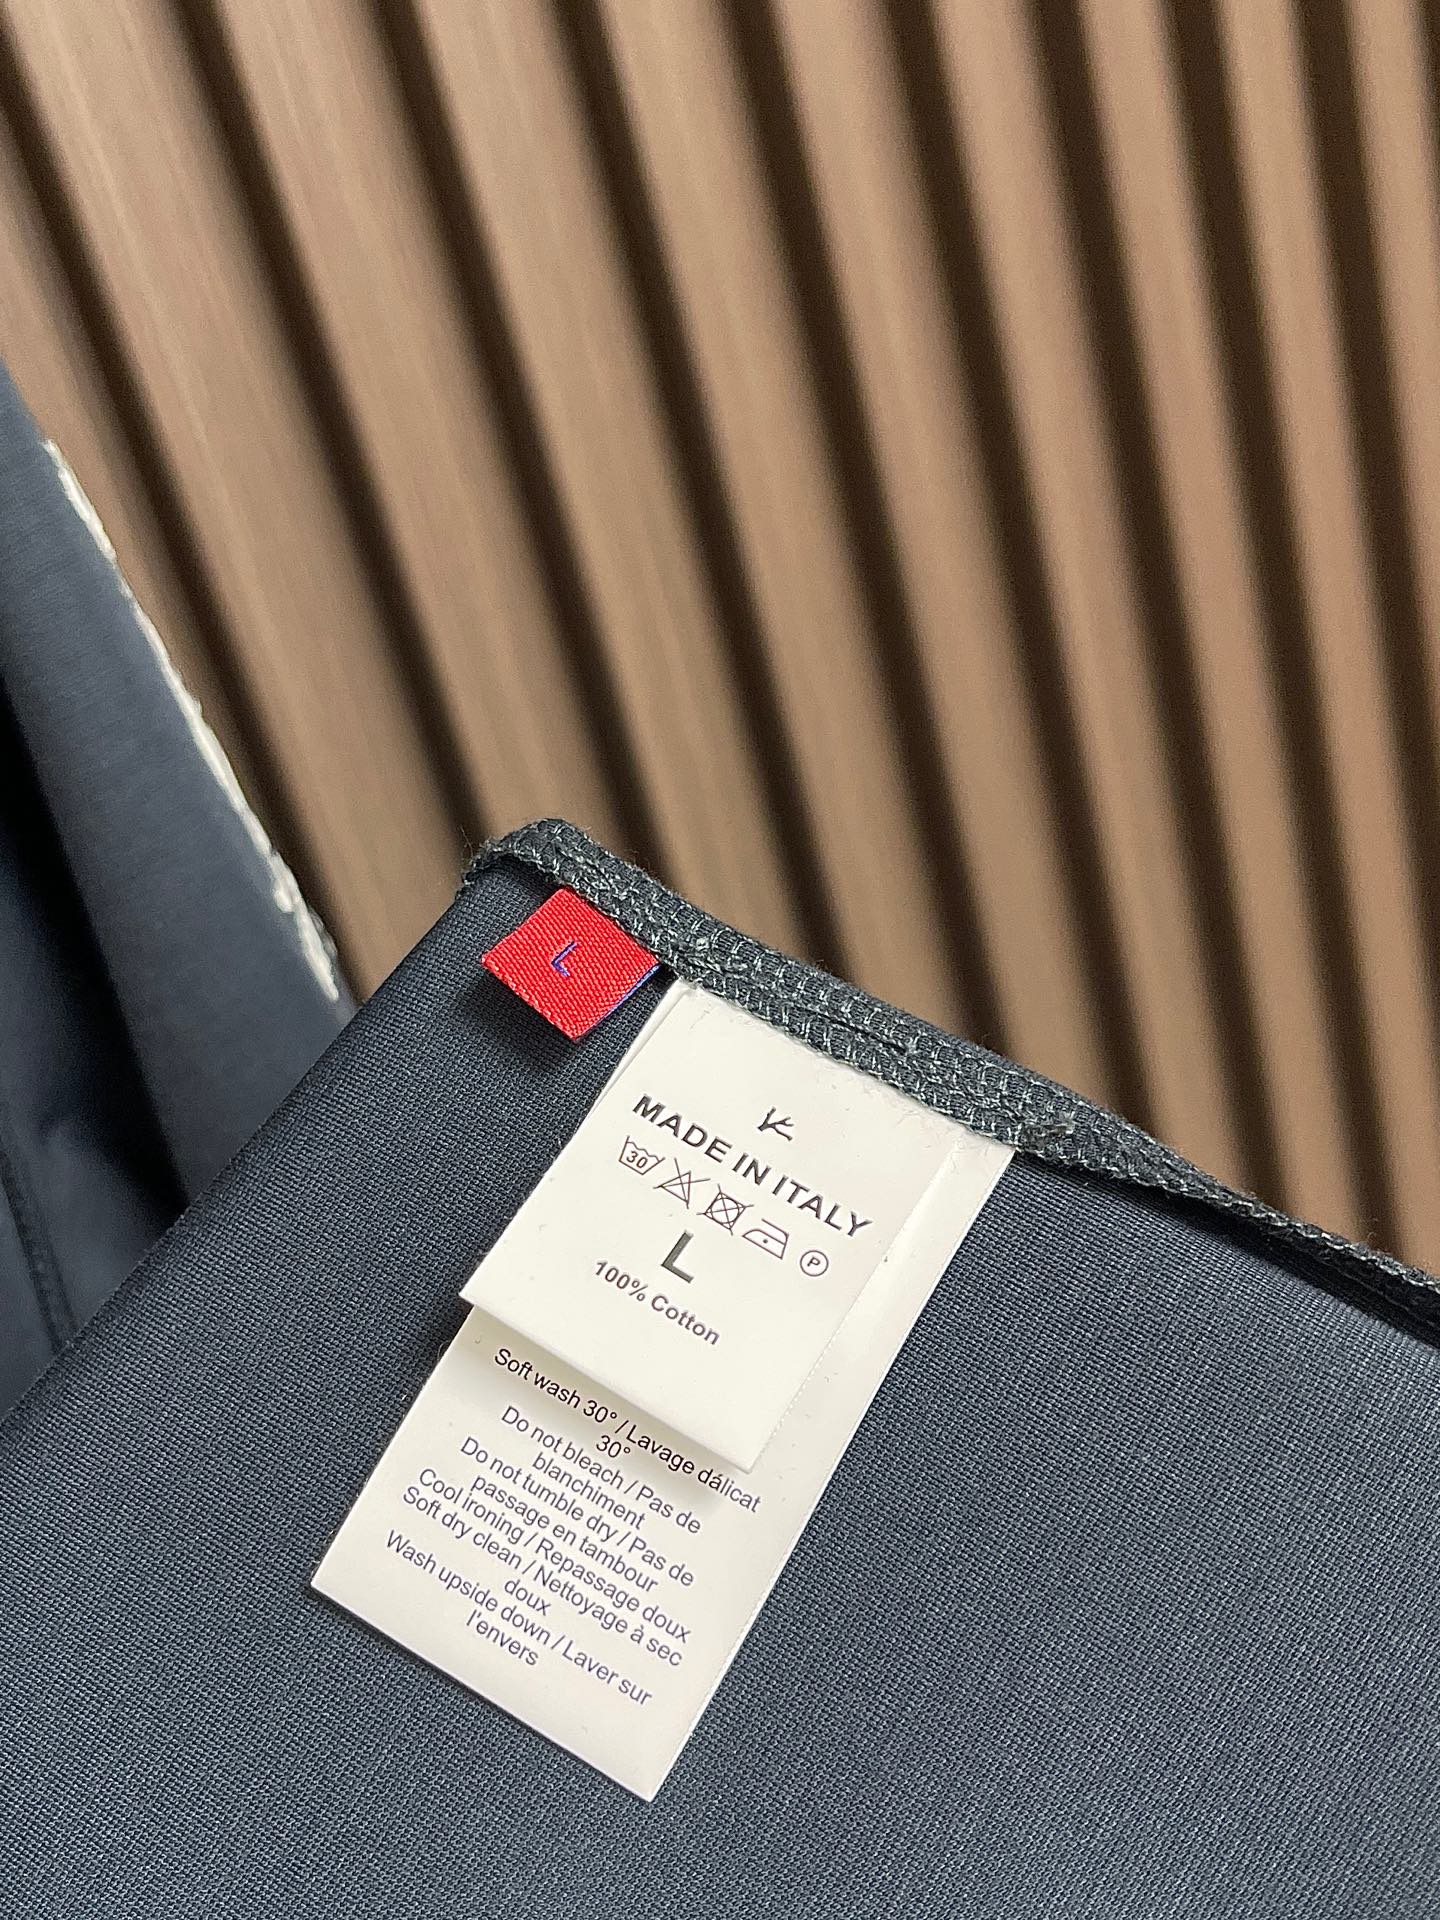 L
MADE IN ITALY
30
P
L
100% Cotton
Soft wash 30° / Lavage dálicat
30°
Do not bleach / Pas de
blanchiment
Do not tumble dry / Pas de
passage en tambour
Cool ironing / Repassage doux
Soft dry clean / Nettoyage à sec
doux
Wash upside down / Laver sur
l'envers